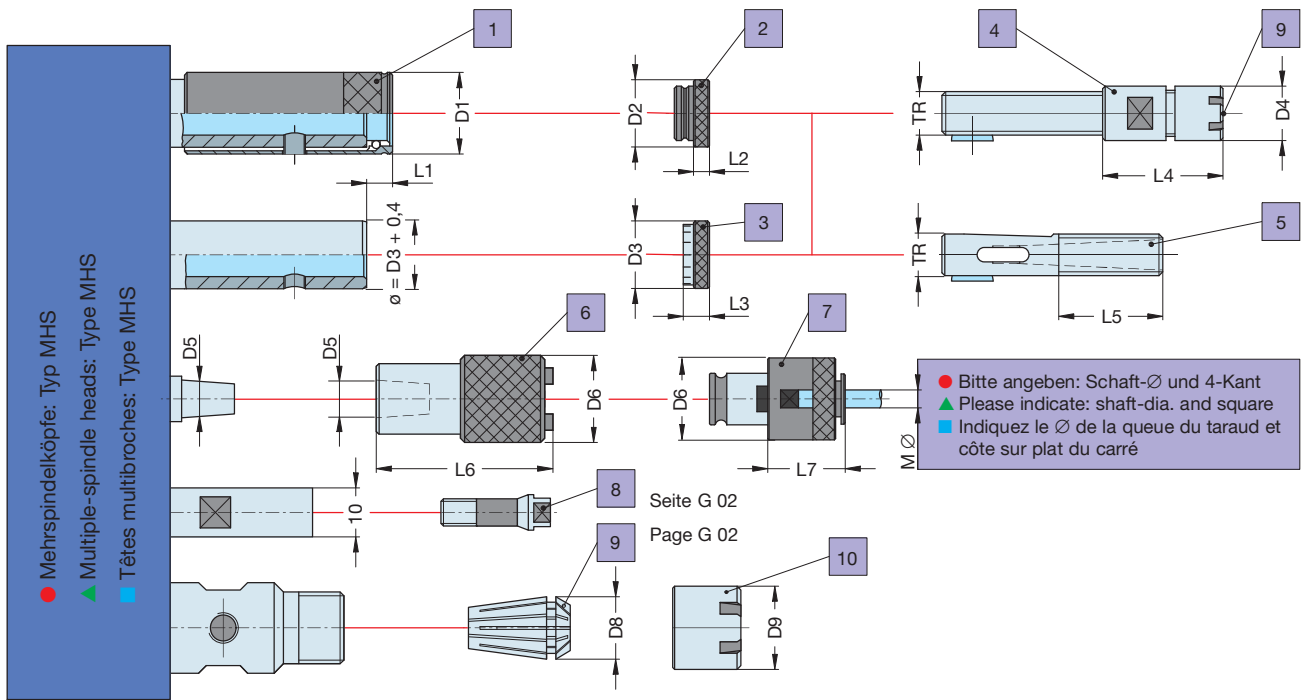 ● Mehrspindelköpfe: Typ MHS
▲ Multiple-spindle heads: Type MHS
■ Têtes multibroches: Type MHS
1
2
4
9
D1
L1
D2
L2
TR
D4
L4
ø = D3 + 0,4
D3
L3
3
TR
5
L5
D5
D5
6
D6
L6
7
D6
L7
M Ø
● Bitte angeben: Schaft-Ø und 4-Kant
▲ Please indicate: shaft-dia. and square
■ Indiquez le Ø de la queue du taraud et
côte sur plat du carré
10
8
Seite G 02
Page G 02
9
D8
10
D9